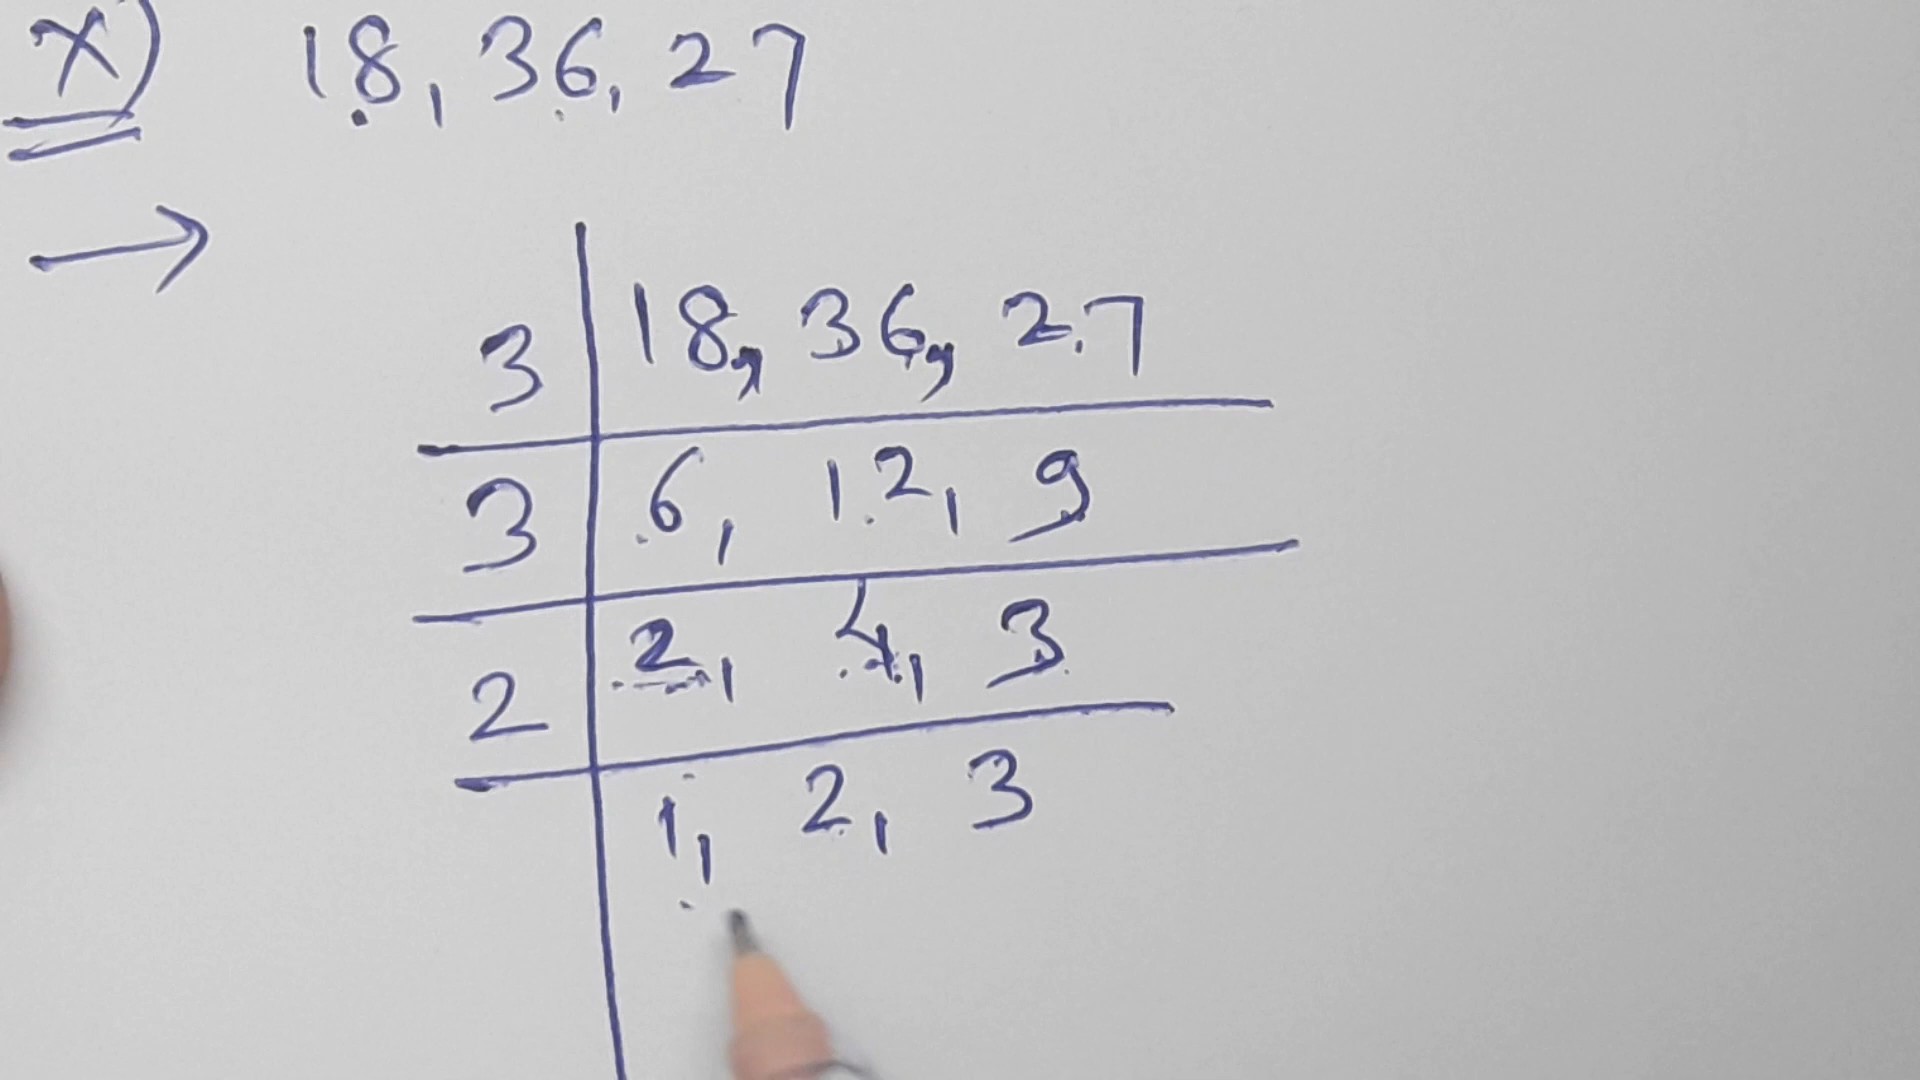 x) 18, 36, 27
→
3 | 18, 36, 27
3 | 6, 12, 9
2 | 2, 4, 3
1, 2, 3